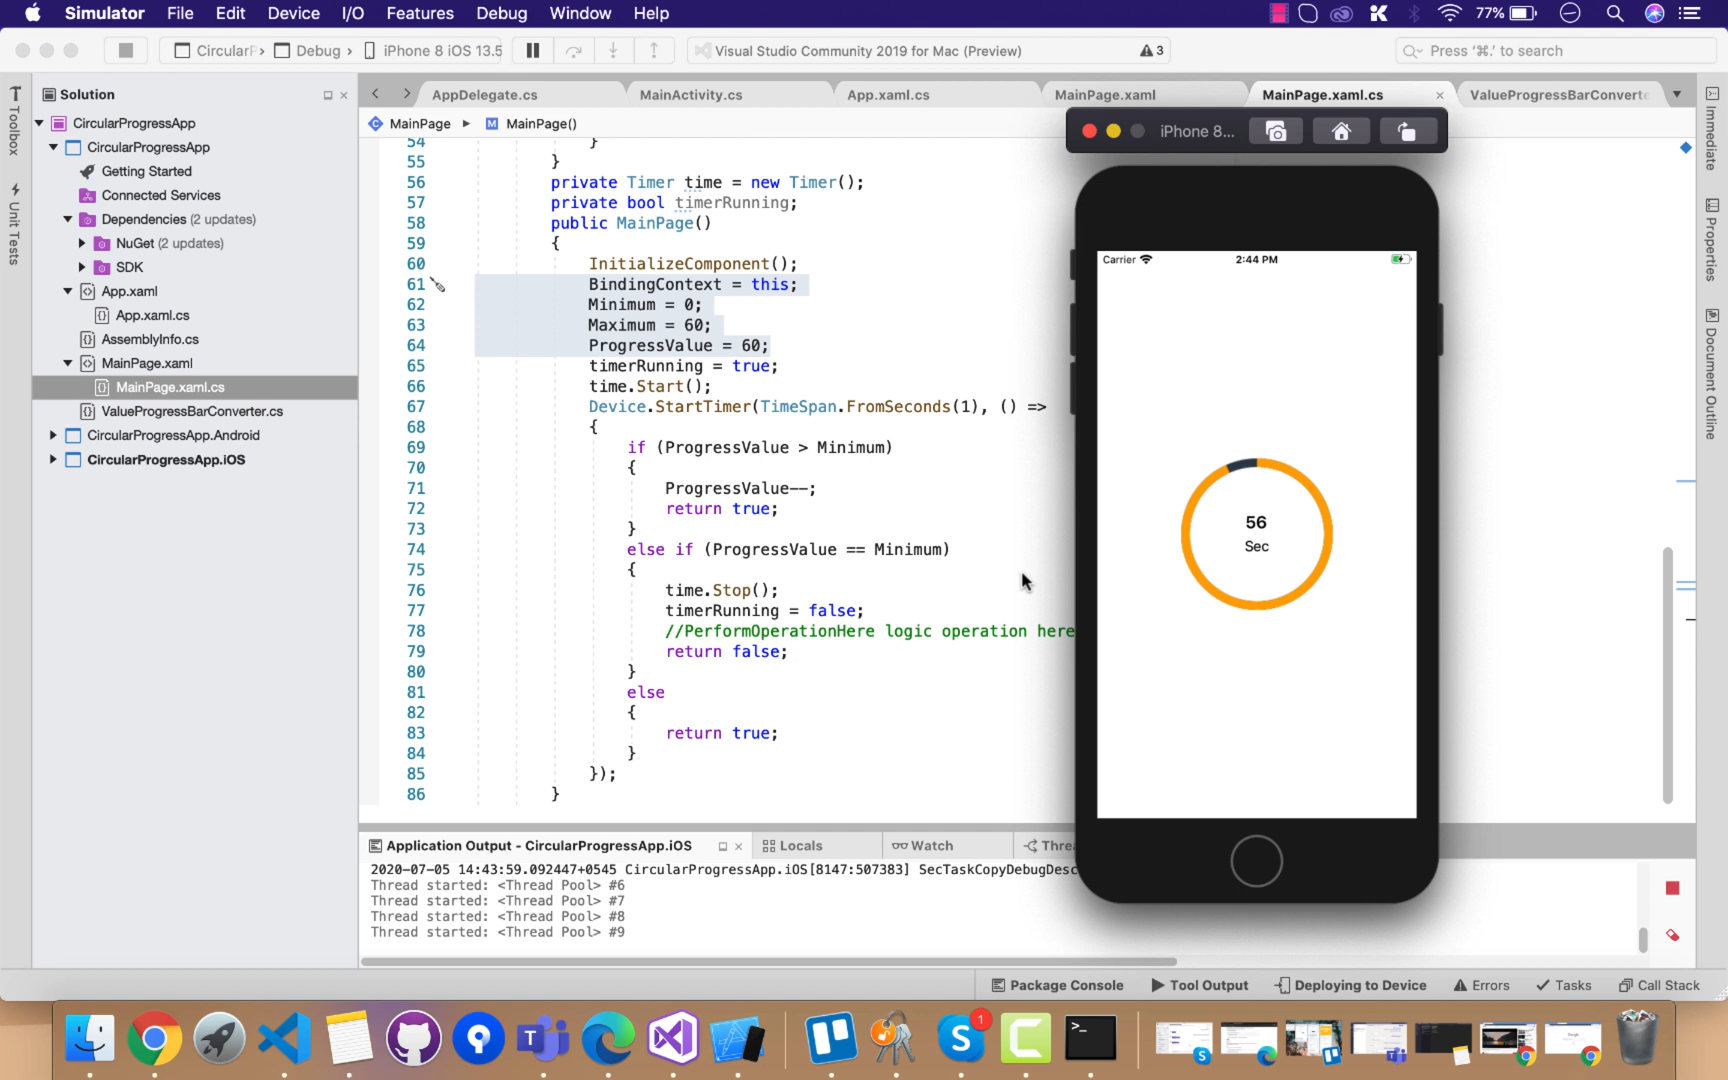 Simulator File Edit Device I/O Features Debug Window Help 77%
CircularF Debug iPhone 8 iOS 13.5 Visual Studio Community 2019 for Mac (Preview) 3 Press '⌘.' to search
Toolbox
Unit Tests
Solution
CircularProgressApp
CircularProgressApp
Getting Started
Connected Services
Dependencies (2 updates)
NuGet (2 updates)
SDK
App.xaml
App.xaml.cs
AssemblyInfo.cs
MainPage.xaml
MainPage.xaml.cs
ValueProgressBarConverter.cs
CircularProgressApp.Android
CircularProgressApp.iOS
AppDelegate.cs MainActivity.cs App.xaml.cs MainPage.xaml MainPage.xaml.cs ValueProgressBarConverte
MainPage MainPage()
54 }
55 }
56 private Timer time = new Timer();
57 private bool timerRunning;
58 public MainPage()
59 {
60 InitializeComponent();
61 BindingContext = this;
62 Minimum = 0;
63 Maximum = 60;
64 ProgressValue = 60;
65 timerRunning = true;
66 time.Start();
67 Device.StartTimer(TimeSpan.FromSeconds(1), () =>
68 {
69 if (ProgressValue > Minimum)
70 {
71 ProgressValue--;
72 return true;
73 }
74 else if (ProgressValue == Minimum)
75 {
76 time.Stop();
77 timerRunning = false;
78 //PerformOperationHere logic operation here
79 return false;
80 }
81 else
82 {
83 return true;
84 }
85 });
86 }
iPhone 8...
Carrier 2:44 PM
56
Sec
Immediate
Properties
Document Outline
Application Output - CircularProgressApp.iOS Locals Watch Threa
2020-07-05 14:43:59.092447+0545 CircularProgressApp.iOS[8147:507383] SecTaskCopyDebugDesc
Thread started: <Thread Pool> #6
Thread started: <Thread Pool> #7
Thread started: <Thread Pool> #8
Thread started: <Thread Pool> #9
Package Console Tool Output Deploying to Device Errors Tasks Call Stack
1